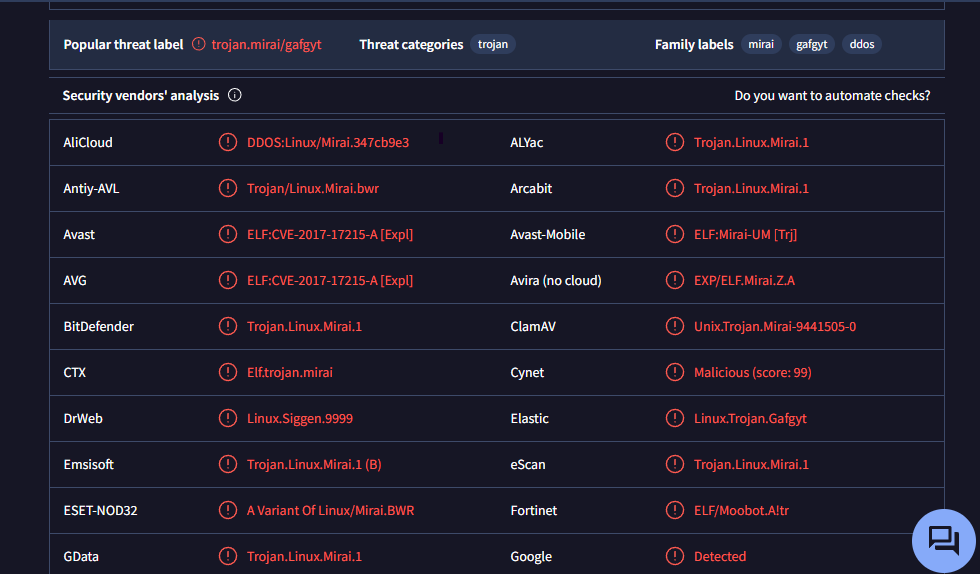 Popular threat label trojan.mirai/gafgyt Threat categories trojan Family labels mirai gafgyt ddos
Security vendors' analysis Do you want to automate checks?
AliCloud DDOS:Linux/Mirai.347cb9e3 ALYac Trojan.Linux.Mirai.1
Antiy-AVL Trojan/Linux.Mirai.bwr Arcabit Trojan.Linux.Mirai.1
Avast ELF:CVE-2017-17215-A [Expl] Avast-Mobile ELF:Mirai-UM [Trj]
AVG ELF:CVE-2017-17215-A [Expl] Avira (no cloud) EXP/ELF.Mirai.Z.A
BitDefender Trojan.Linux.Mirai.1 ClamAV Unix.Trojan.Mirai-9441505-0
CTX Elf.trojan.mirai Cynet Malicious (score: 99)
DrWeb Linux.Siggen.9999 Elastic Linux.Trojan.Gafgyt
Emsisoft Trojan.Linux.Mirai.1 (B) eScan Trojan.Linux.Mirai.1
ESET-NOD32 A Variant Of Linux/Mirai.BWR Fortinet ELF/Moobot.A!tr
GData Trojan.Linux.Mirai.1 Google Detected